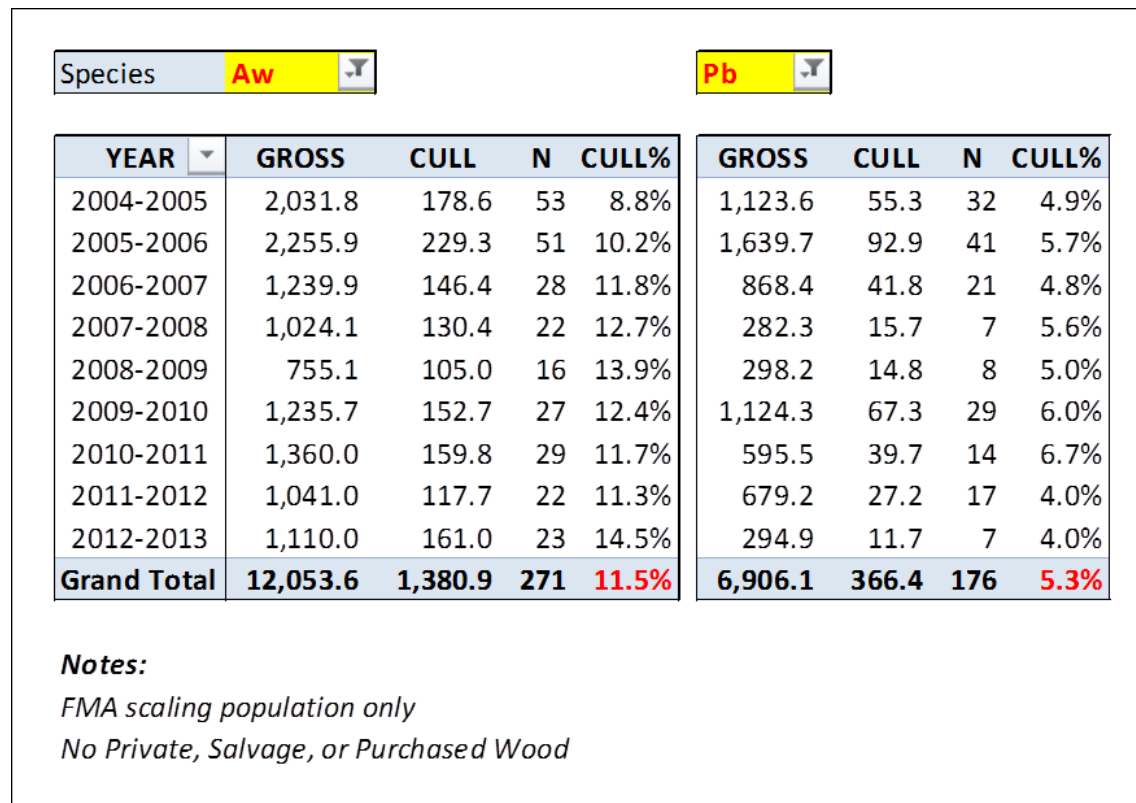 Species Aw Pb
YEAR GROSS CULL N CULL% GROSS CULL N CULL%
2004-2005 2,031.8 178.6 53 8.8% 1,123.6 55.3 32 4.9%
2005-2006 2,255.9 229.3 51 10.2% 1,639.7 92.9 41 5.7%
2006-2007 1,239.9 146.4 28 11.8% 868.4 41.8 21 4.8%
2007-2008 1,024.1 130.4 22 12.7% 282.3 15.7 7 5.6%
2008-2009 755.1 105.0 16 13.9% 298.2 14.8 8 5.0%
2009-2010 1,235.7 152.7 27 12.4% 1,124.3 67.3 29 6.0%
2010-2011 1,360.0 159.8 29 11.7% 595.5 39.7 14 6.7%
2011-2012 1,041.0 117.7 22 11.3% 679.2 27.2 17 4.0%
2012-2013 1,110.0 161.0 23 14.5% 294.9 11.7 7 4.0%
Grand Total 12,053.6 1,380.9 271 11.5% 6,906.1 366.4 176 5.3%
Notes:
FMA scaling population only
No Private, Salvage, or Purchased Wood